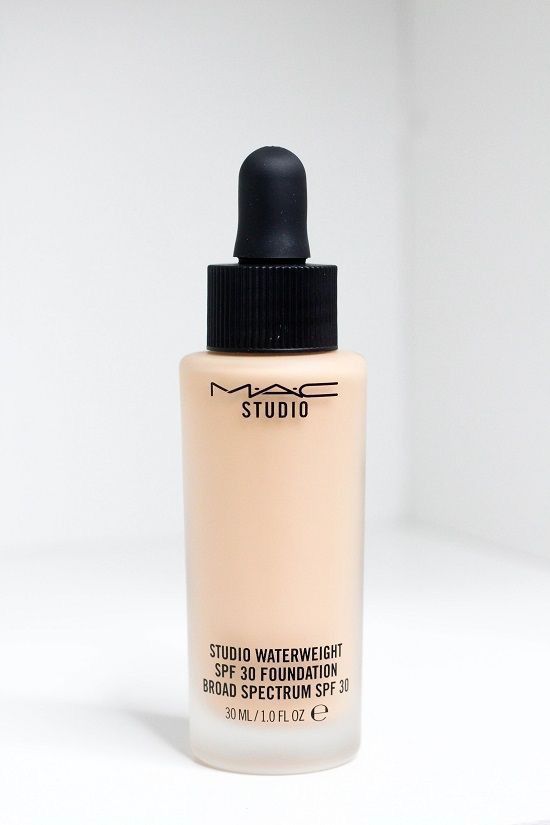 M·A·C
STUDIO
STUDIO WATERWEIGHT
SPF 30 FOUNDATION
BROAD SPECTRUM SPF 30
30 ML / 1.0 FL OZ ℮